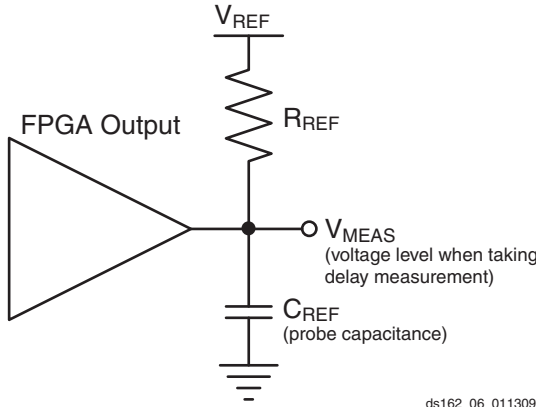 VREF
FPGA Output
RREF
VMEAS
(voltage level when taking
delay measurement)
CREF
(probe capacitance)
ds162_06_011309